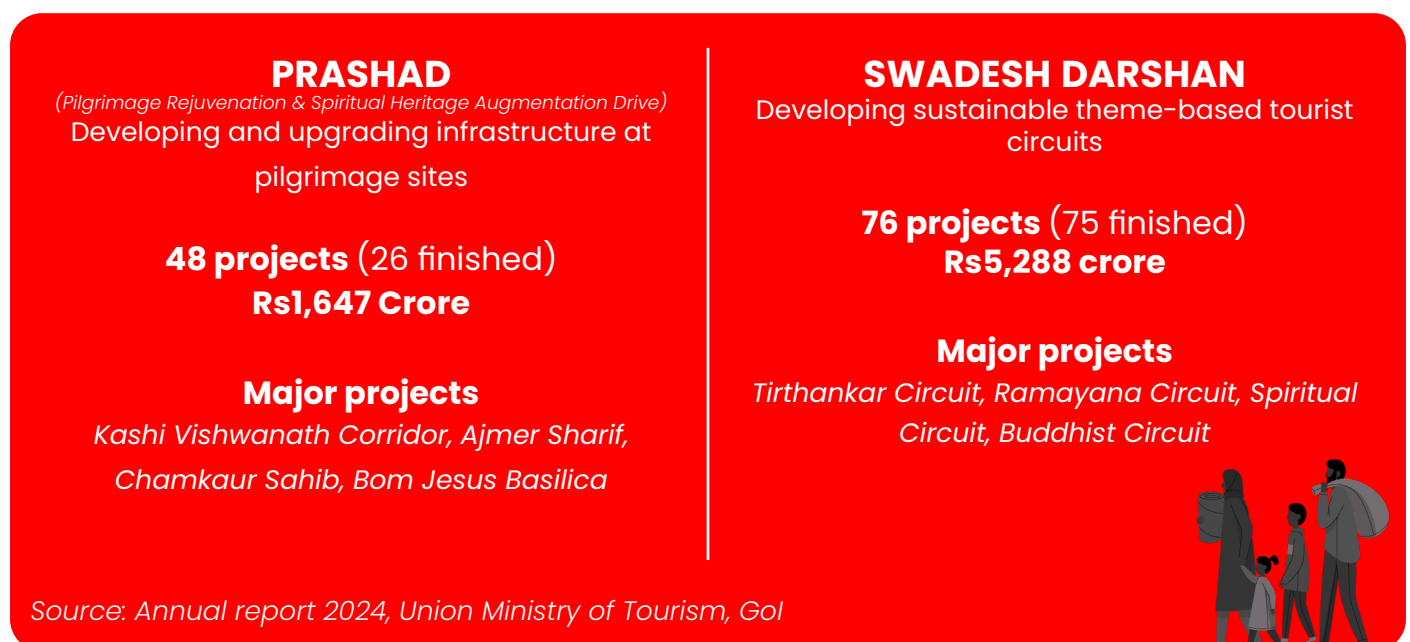 PRASHAD
(Pilgrimage Rejuvenation & Spiritual Heritage Augmentation Drive)
Developing and upgrading infrastructure at
pilgrimage sites
48 projects (26 finished)
Rs1,647 Crore
Major projects
Kashi Vishwanath Corridor, Ajmer Sharif,
Chamkaur Sahib, Bom Jesus Basilica
SWADESH DARSHAN
Developing sustainable theme-based tourist
circuits
76 projects (75 finished)
Rs5,288 crore
Major projects
Tirthankar Circuit, Ramayana Circuit, Spiritual
Circuit, Buddhist Circuit
Source: Annual report 2024, Union Ministry of Tourism, GoI